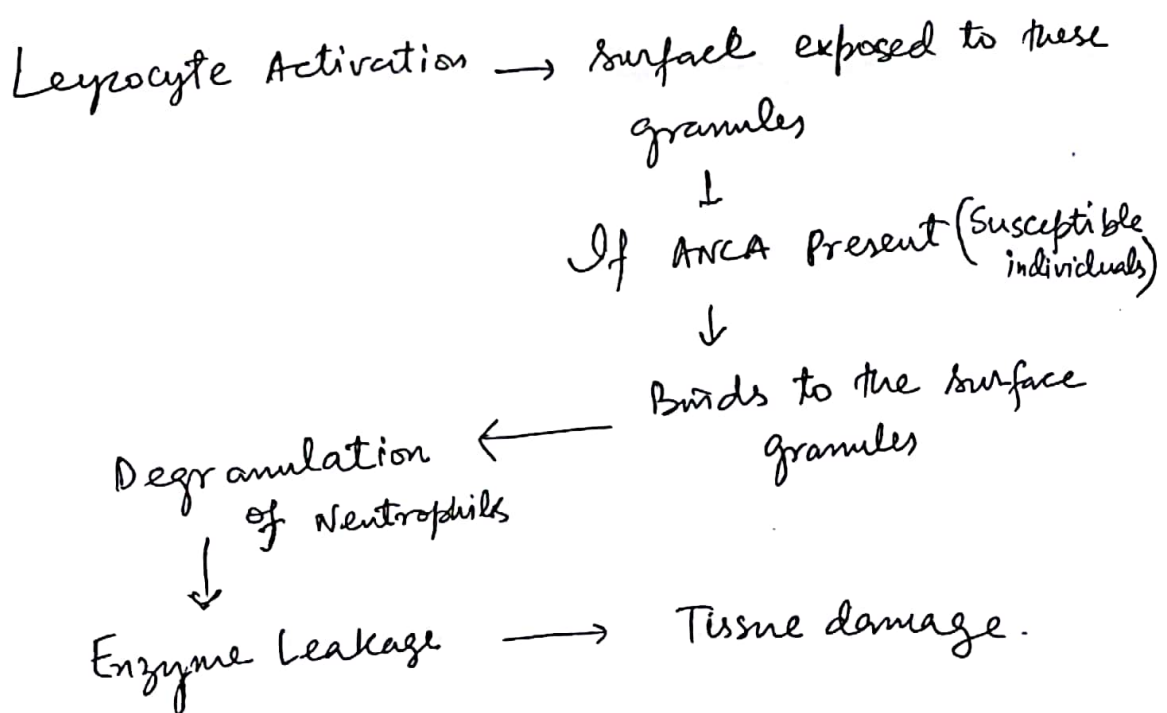 Leycocyte Activation → surface exposed to these
granules
↓
If ANCA Present (Susceptible
individuals)
↓
Binds to the surface
granules
←
Degranulation
of Neutrophils
↓
Enzyme Leakage → Tissue damage.